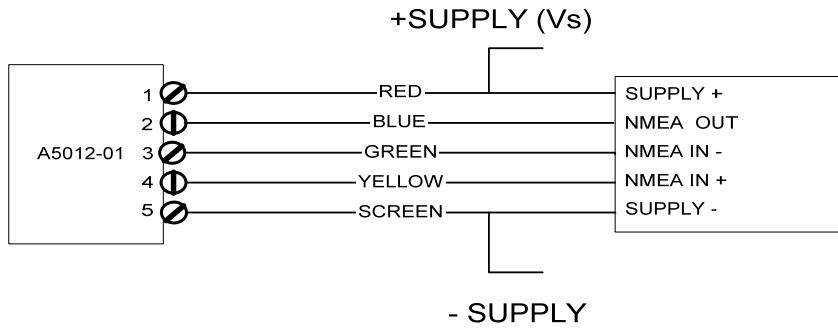 +SUPPLY (Vs)
1 RED SUPPLY +
2 BLUE NMEA OUT
A5012-01 3 GREEN NMEA IN -
4 YELLOW NMEA IN +
5 SCREEN SUPPLY -
- SUPPLY